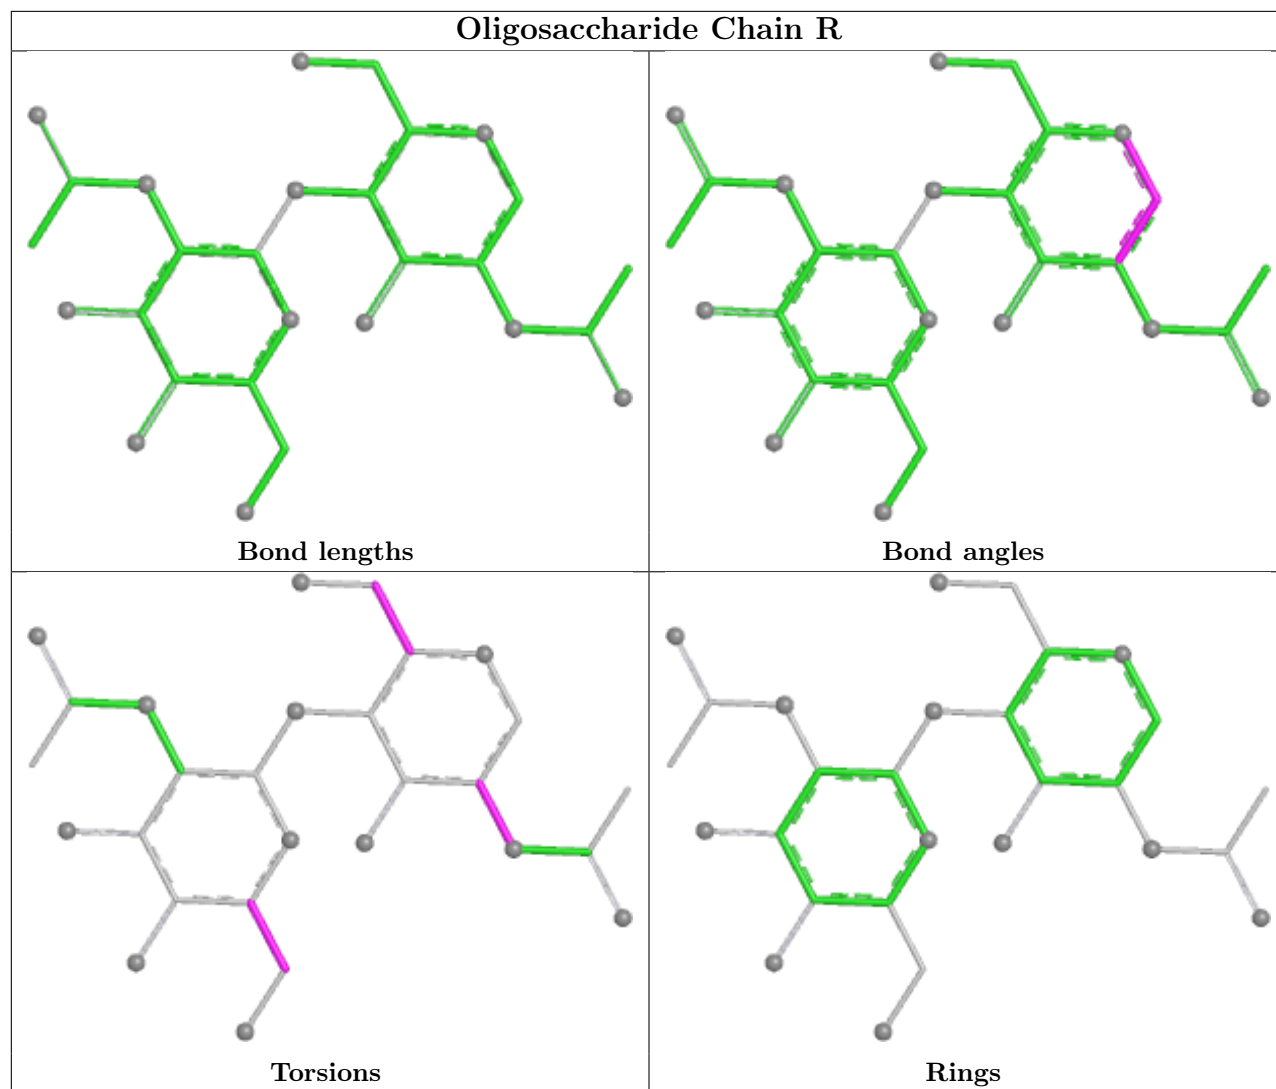 Oligosaccharide Chain R
Bond lengths
Bond angles
Torsions
Rings